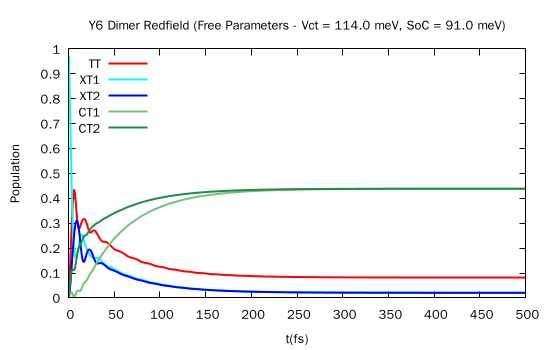 Y6 Dimer Redfield (Free Parameters - Vct = 114.0 meV, SoC = 91.0 meV)
1
0.9
0.8
0.7
0.6
0.5
0.4
0.3
0.2
0.1
0
Population
TT
XT1
XT2
CT1
CT2
0 50 100 150 200 250 300 350 400 450 500
t(fs)